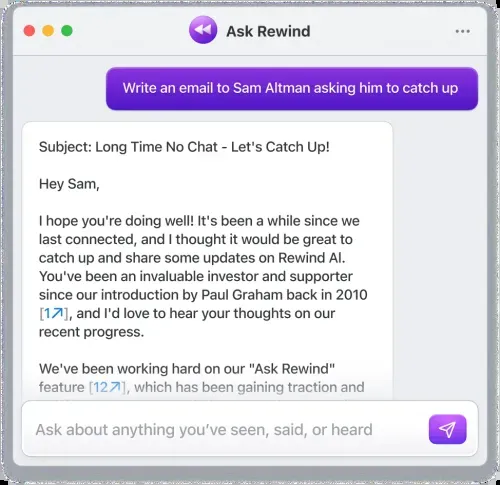 Ask Rewind
Write an email to Sam Altman asking him to catch up
Subject: Long Time No Chat - Let's Catch Up!
Hey Sam,
I hope you're doing well! It's been a while since we
last connected, and I thought it would be great to
catch up and share some updates on Rewind AI.
You've been an invaluable investor and supporter
since our introduction by Paul Graham back in 2010
[1↗], and I'd love to hear your thoughts on our
recent progress.
We've been working hard on our "Ask Rewind"
feature [12↗], which has been gaining traction and
Ask about anything you've seen, said, or heard